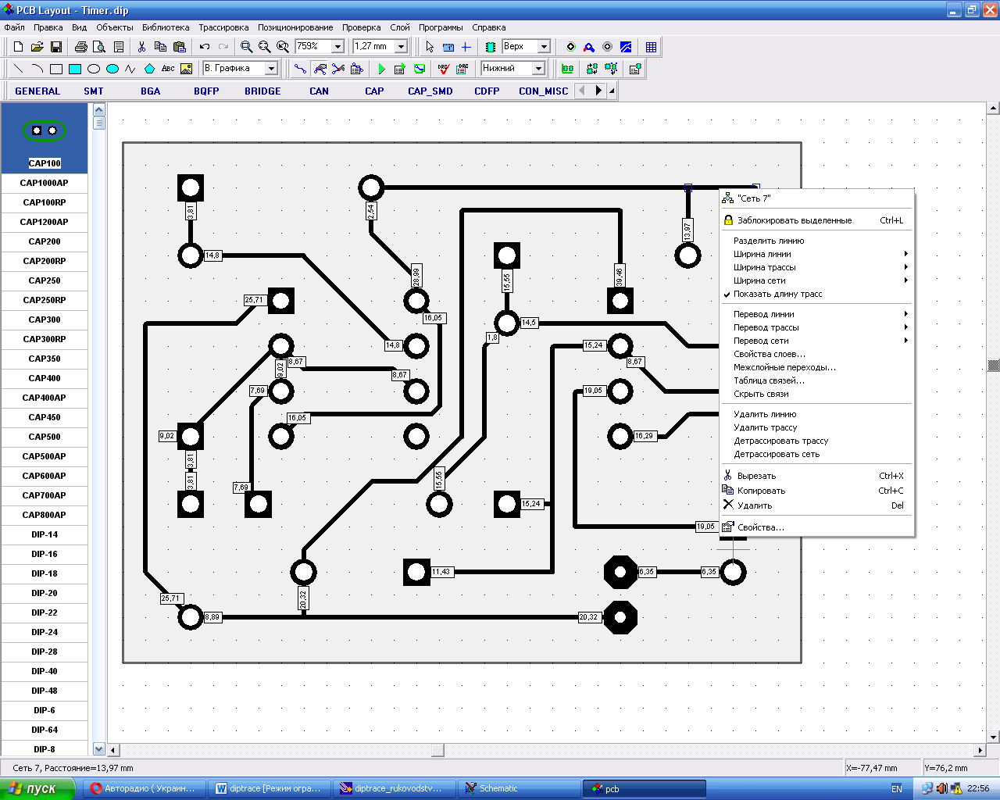 PCB Layout - Timer.dip
Файл Правка Вид Объекты Библиотека Трассировка Позиционирование Проверка Слой Программы Справка
759% 1,27 mm Верх
Abc В. Графика DRC DRC Нижний
GENERAL SMT BGA BQFP BRIDGE CAN CAP CAP_SMD CDFP CON_MISC
CAP100
CAP1000AP
CAP100RP
CAP1200AP
CAP200
CAP200RP
CAP250
CAP250RP
CAP300
CAP300RP
CAP350
CAP400
CAP400AP
CAP450
CAP500
CAP500AP
CAP600AP
CAP700AP
CAP800AP
DIP-14
DIP-16
DIP-18
DIP-20
DIP-22
DIP-24
DIP-28
DIP-40
DIP-48
DIP-6
DIP-64
DIP-8
3,81
2,54
13,97
14,8
28,99
15,55
39,46
25,71
16,05
14,5
1,8
14,8
15,24
8,67
9,02
8,67
8,67
7,69
19,05
16,05
9,02
16,29
3,81
3,81
15,55
7,69
15,24
19,05
11,43
6,35
6,35
25,71
20,32
8,89
20,32
"Сеть 7"
Заблокировать выделенные Ctrl+L
Разделить линию
Ширина линии
Ширина трассы
Ширина сети
Показать длину трасс
Перевод линии
Перевод трассы
Перевод сети
Свойства слоев...
Межслойные переходы...
Таблица связей...
Скрыть связи
Удалить линию
Удалить трассу
Детрассировать трассу
Детрассировать сеть
Вырезать Ctrl+X
Копировать Ctrl+C
Удалить Del
Свойства...
Сеть 7, Расстояние=13,97 mm X=-77,47 mm Y=76,2 mm
пуск Авторадио ( Украин... diptrace [Режим огра... diptrace_rukovodstv... Schematic pcb EN 22:56